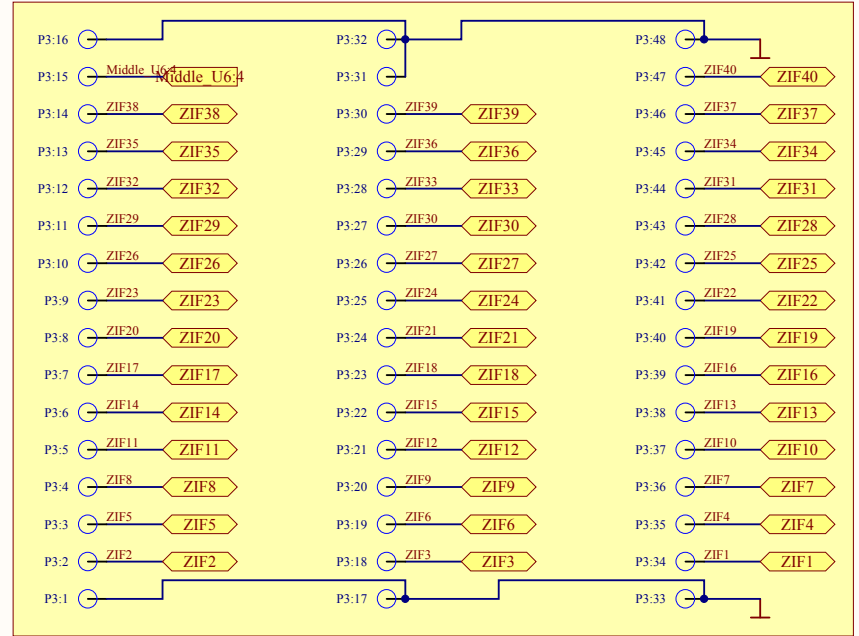 P3:16 P3:32 P3:48
P3:15 Middle_U6:4 Middle_U6:4 P3:31 P3:47 ZIF40 ZIF40
P3:14 ZIF38 ZIF38 P3:30 ZIF39 ZIF39 P3:46 ZIF37 ZIF37
P3:13 ZIF35 ZIF35 P3:29 ZIF36 ZIF36 P3:45 ZIF34 ZIF34
P3:12 ZIF32 ZIF32 P3:28 ZIF33 ZIF33 P3:44 ZIF31 ZIF31
P3:11 ZIF29 ZIF29 P3:27 ZIF30 ZIF30 P3:43 ZIF28 ZIF28
P3:10 ZIF26 ZIF26 P3:26 ZIF27 ZIF27 P3:42 ZIF25 ZIF25
P3:9 ZIF23 ZIF23 P3:25 ZIF24 ZIF24 P3:41 ZIF22 ZIF22
P3:8 ZIF20 ZIF20 P3:24 ZIF21 ZIF21 P3:40 ZIF19 ZIF19
P3:7 ZIF17 ZIF17 P3:23 ZIF18 ZIF18 P3:39 ZIF16 ZIF16
P3:6 ZIF14 ZIF14 P3:22 ZIF15 ZIF15 P3:38 ZIF13 ZIF13
P3:5 ZIF11 ZIF11 P3:21 ZIF12 ZIF12 P3:37 ZIF10 ZIF10
P3:4 ZIF8 ZIF8 P3:20 ZIF9 ZIF9 P3:36 ZIF7 ZIF7
P3:3 ZIF5 ZIF5 P3:19 ZIF6 ZIF6 P3:35 ZIF4 ZIF4
P3:2 ZIF2 ZIF2 P3:18 ZIF3 ZIF3 P3:34 ZIF1 ZIF1
P3:1 P3:17 P3:33